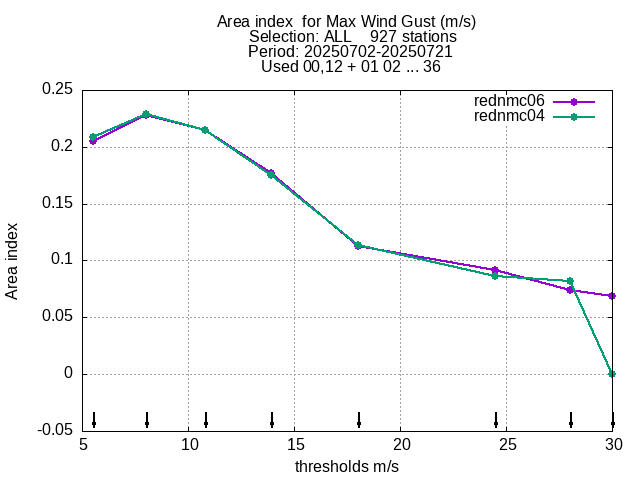 Area index  for Max Wind Gust (m/s)
Selection: ALL    927 stations
Period: 20250702-20250721
Used 00,12 + 01 02 ... 36
rednmc06
rednmc04
0.25
0.2
0.15
0.1
0.05
0
-0.05
Area index
5
10
15
20
25
30
thresholds m/s